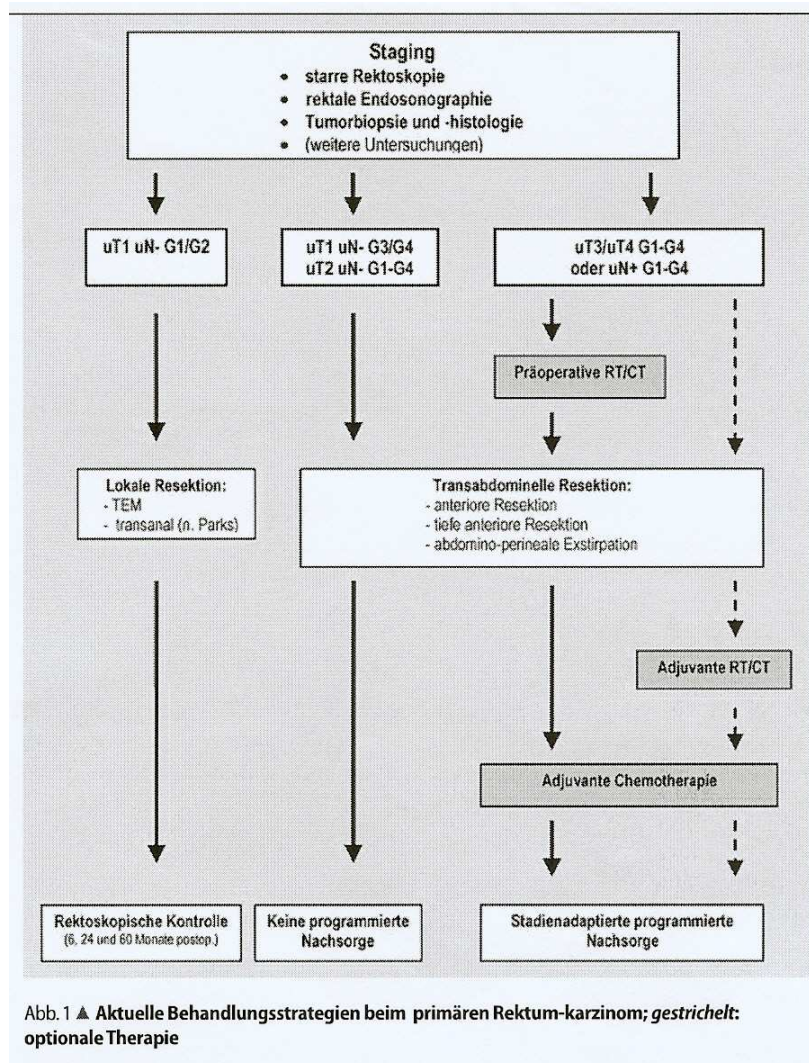 Staging
• starre Rektoskopie
• rektale Endosonographie
• Tumorbiopsie und -histologie
• (weitere Untersuchungen)
uT1 uN- G1/G2
uT1 uN- G3/G4
uT2 uN- G1-G4
uT3/uT4 G1-G4
oder uN+ G1-G4
Präoperative RT/CT
Lokale Resektion:
- TEM
- transanal (n. Parks)
Transabdominelle Resektion:
- anteriore Resektion
- tiefe anteriore Resektion
- abdomino-perineale Exstirpation
Adjuvante RT/CT
Adjuvante Chemotherapie
Rektoskopische Kontrolle
(6, 24 und 60 Monate postop.)
Keine programmierte
Nachsorge
Stadienadaptierte programmierte
Nachsorge
Abb. 1 ▲ Aktuelle Behandlungsstrategien beim primären Rektum-karzinom; gestrichelt:
optionale Therapie